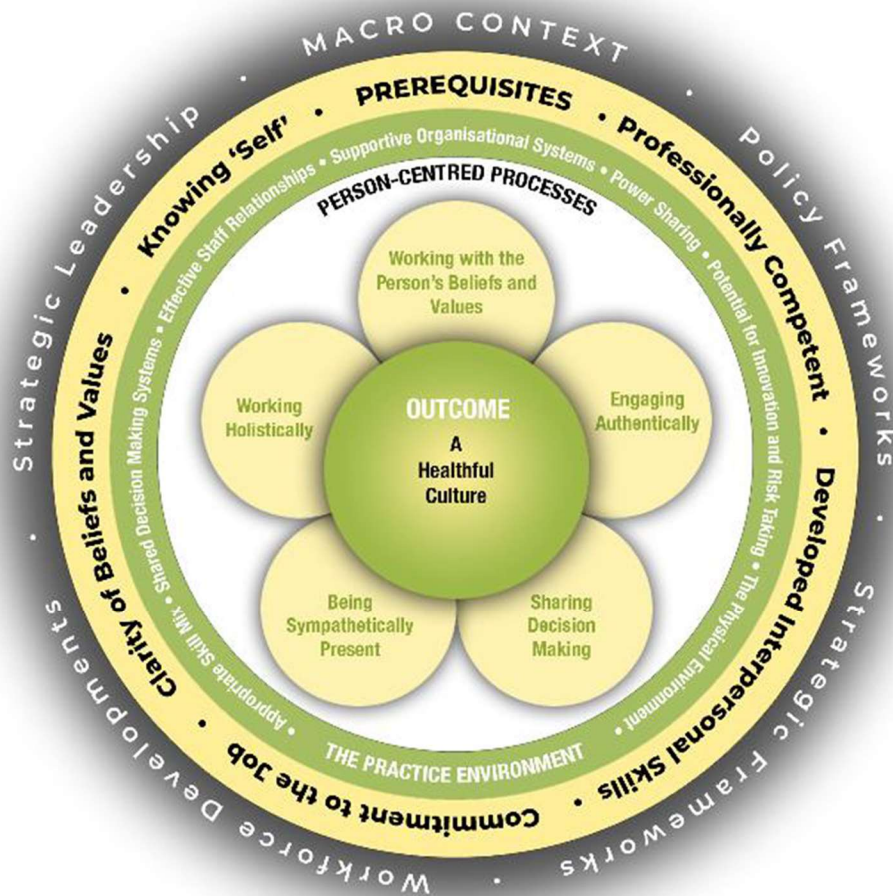 MACRO CONTEXT • Policy Frameworks • Strategic Frameworks • Workforce Developments • Strategic Leadership •
PREREQUISITES • Professionally Competent • Developed Interpersonal Skills • Commitment to the Job • Clarity of Beliefs and Values • Knowing ‘Self’ •
THE PRACTICE ENVIRONMENT
• Appropriate Skill Mix • Shared Decision Making Systems • Effective Staff Relationships • Supportive Organisational Systems • Power Sharing • Potential for Innovation and Risk Taking • The Physical Environment •
PERSON-CENTRED PROCESSES
Working with the
Person’s Beliefs and
Values
Engaging
Authentically
Sharing
Decision
Making
Being
Sympathetically
Present
Working
Holistically
OUTCOME
A
Healthful
Culture